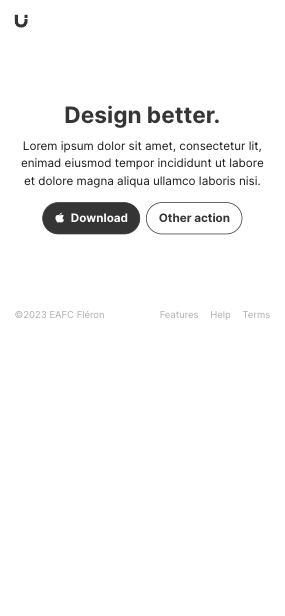 Design better.
Lorem ipsum dolor sit amet, consectetur lit,
enimad eiusmod tempor incididunt ut labore
et dolore magna aliqua ullamco laboris nisi.
Download
Other action
©2023 EAFC Fléron
Features
Help
Terms